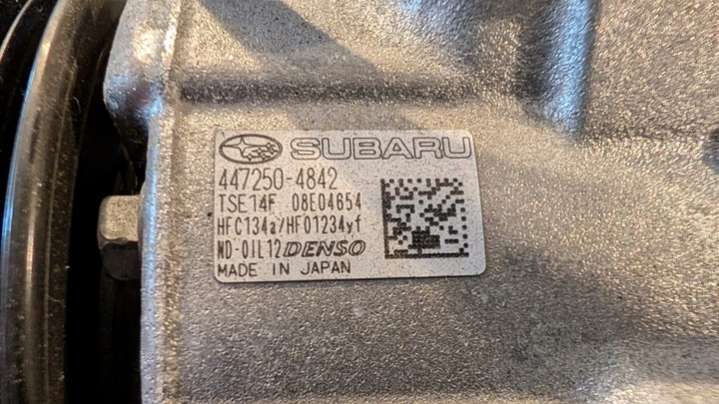 SUBARU
447250-4842
TSE14F 08E04654
HFC134a/HFO1234yf
ND-OIL12 DENSO
MADE IN JAPAN